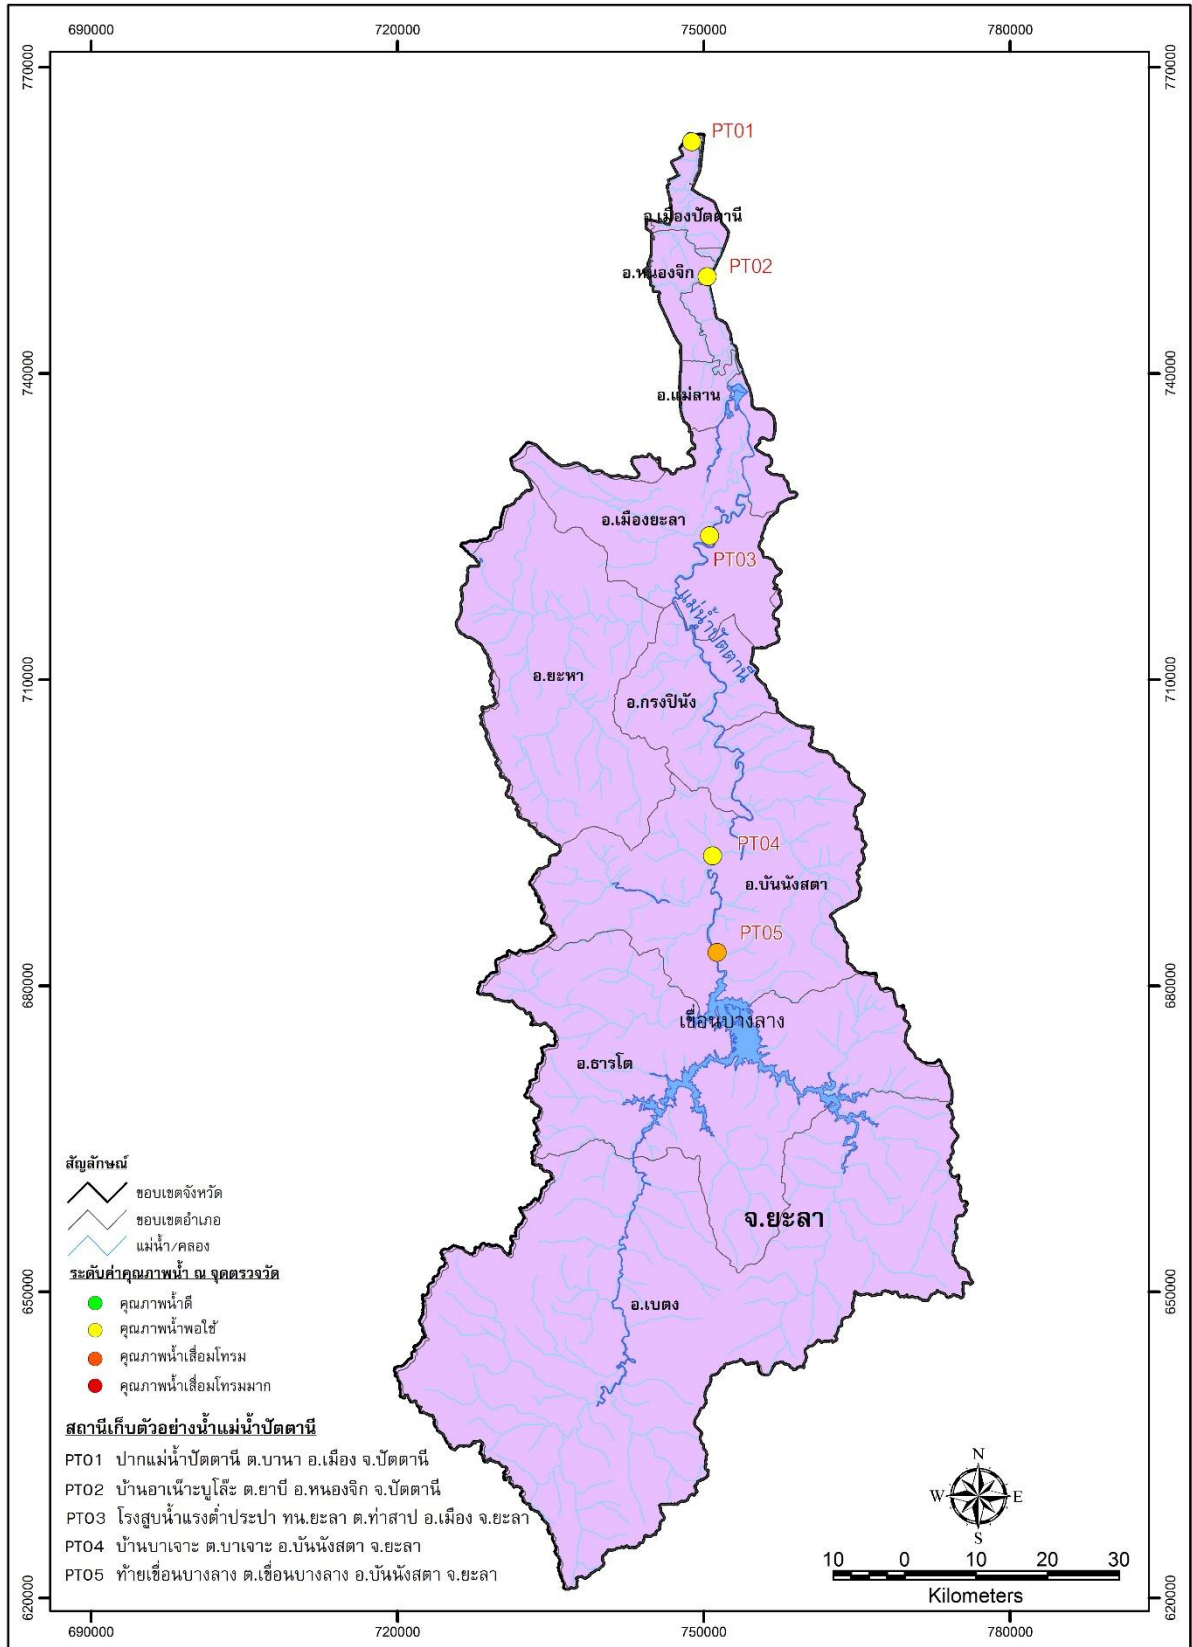 690000 720000 750000 780000
770000 770000
PT01
อ.เมืองปัตตานี
PT02
อ.หนองจิก
740000 740000
อ.แม่ลาน
อ.เมืองยะลา
PT03
แม่น้ำปัตตานี
710000 710000
อ.ยะหา
อ.กรงปินัง
PT04
อ.บันนังสตา
PT05
680000 680000
เขื่อนบางลาง
อ.ธารโต
จ.ยะลา
650000 650000
อ.เบตง
สัญลักษณ์
ขอบเขตจังหวัด
ขอบเขตอำเภอ
แม่น้ำ/คลอง
ระดับค่าคุณภาพน้ำ ณ จุดตรวจวัด
คุณภาพน้ำดี
คุณภาพน้ำพอใช้
คุณภาพน้ำเสื่อมโทรม
คุณภาพน้ำเสื่อมโทรมมาก
สถานีเก็บตัวอย่างน้ำแม่น้ำปัตตานี
PT01 ปากแม่น้ำปัตตานี ต.บานา อ.เมือง จ.ปัตตานี
PT02 บ้านอาเน๊าะบูโล๊ะ ต.ยาบี อ.หนองจิก จ.ปัตตานี
PT03 โรงสูบน้ำแรงต่ำประปา ทน.ยะลา ต.ท่าสาป อ.เมือง จ.ยะลา
PT04 บ้านบาเจาะ ต.บาเจาะ อ.บันนังสตา จ.ยะลา
PT05 ท้ายเขื่อนบางลาง ต.เขื่อนบางลาง อ.บันนังสตา จ.ยะลา
N
W E
S
10 0 10 20 30
Kilometers
620000 620000
690000 720000 750000 780000